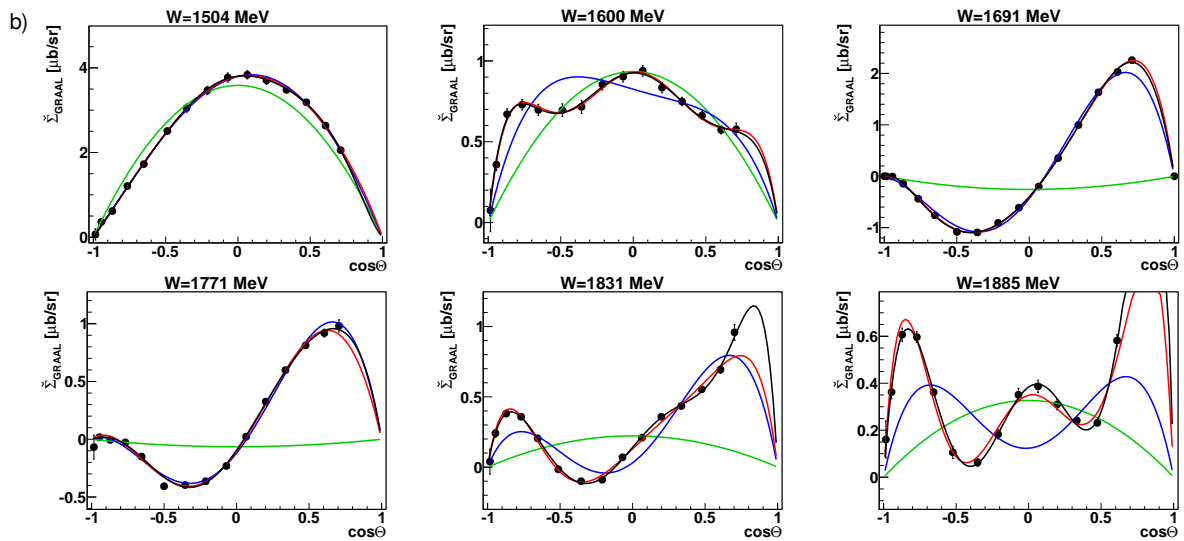 b)
W=1504 MeV
Σ̌GRAAL [μb/sr]
4
2
0
-1 -0.5 0 0.5 1
cosΘ
W=1600 MeV
Σ̌GRAAL [μb/sr]
1
0.5
0
-1 -0.5 0 0.5 1
cosΘ
W=1691 MeV
Σ̌GRAAL [μb/sr]
2
1
0
-1
-1 -0.5 0 0.5 1
cosΘ
W=1771 MeV
Σ̌GRAAL [μb/sr]
1
0.5
0
-0.5
-1 -0.5 0 0.5 1
cosΘ
W=1831 MeV
Σ̌GRAAL [μb/sr]
1
0.5
0
-1 -0.5 0 0.5 1
cosΘ
W=1885 MeV
Σ̌GRAAL [μb/sr]
0.6
0.4
0.2
0
-1 -0.5 0 0.5 1
cosΘ